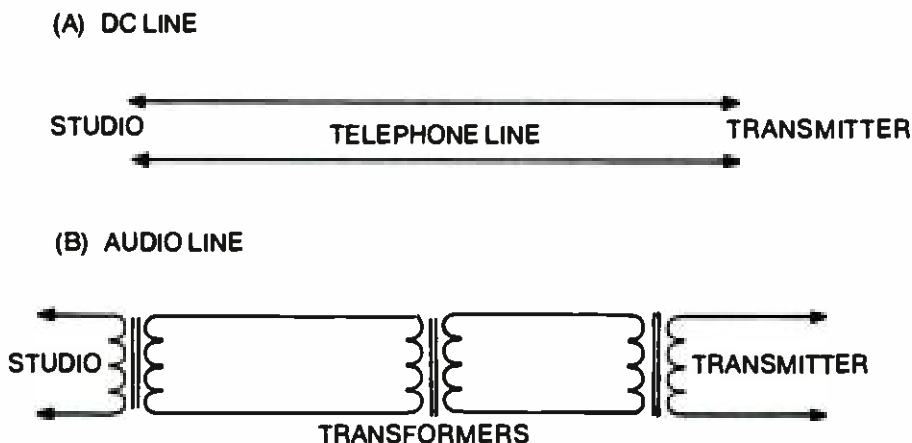 (A) DC LINE
STUDIO
TELEPHONE LINE
TRANSMITTER
(B) AUDIO LINE
STUDIO
TRANSMITTER
TRANSFORMERS